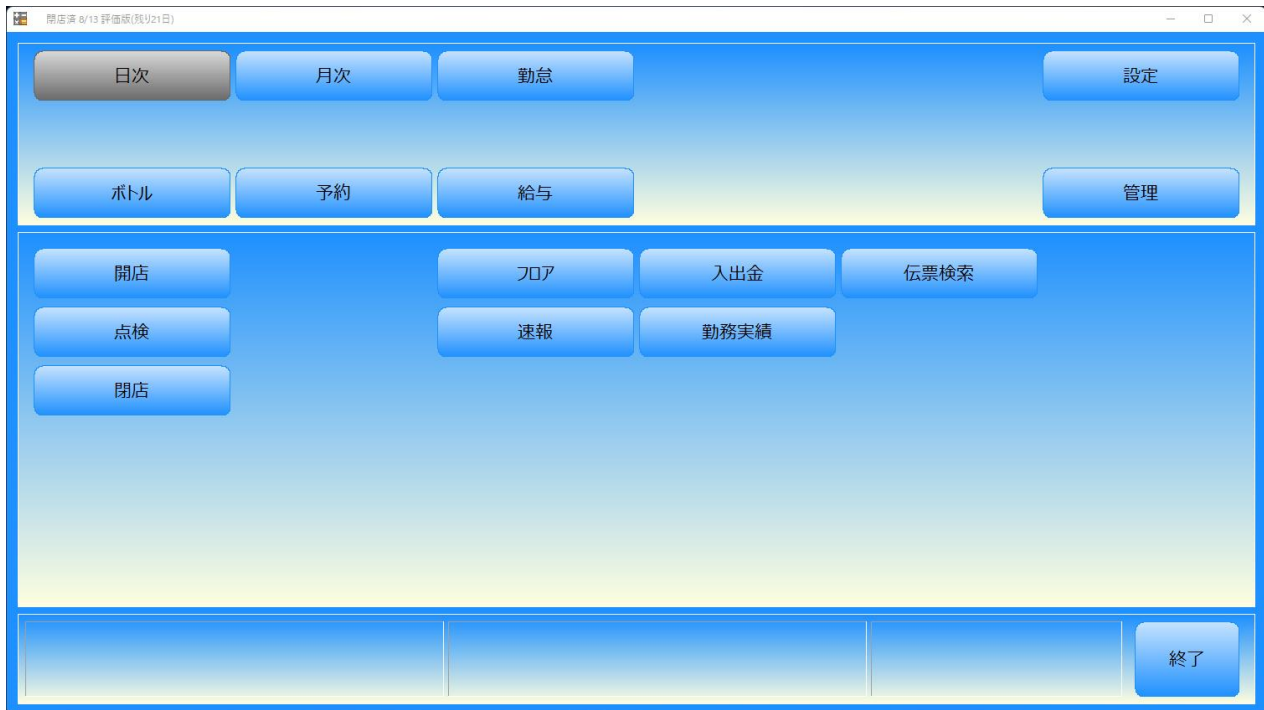 閉店済 8/13 評価版(残り21日)
日次 月次 勤怠 設定
ボトル 予約 給与 管理
開店 フロア 入出金 伝票検索
点検 速報 勤務実績
閉店
終了